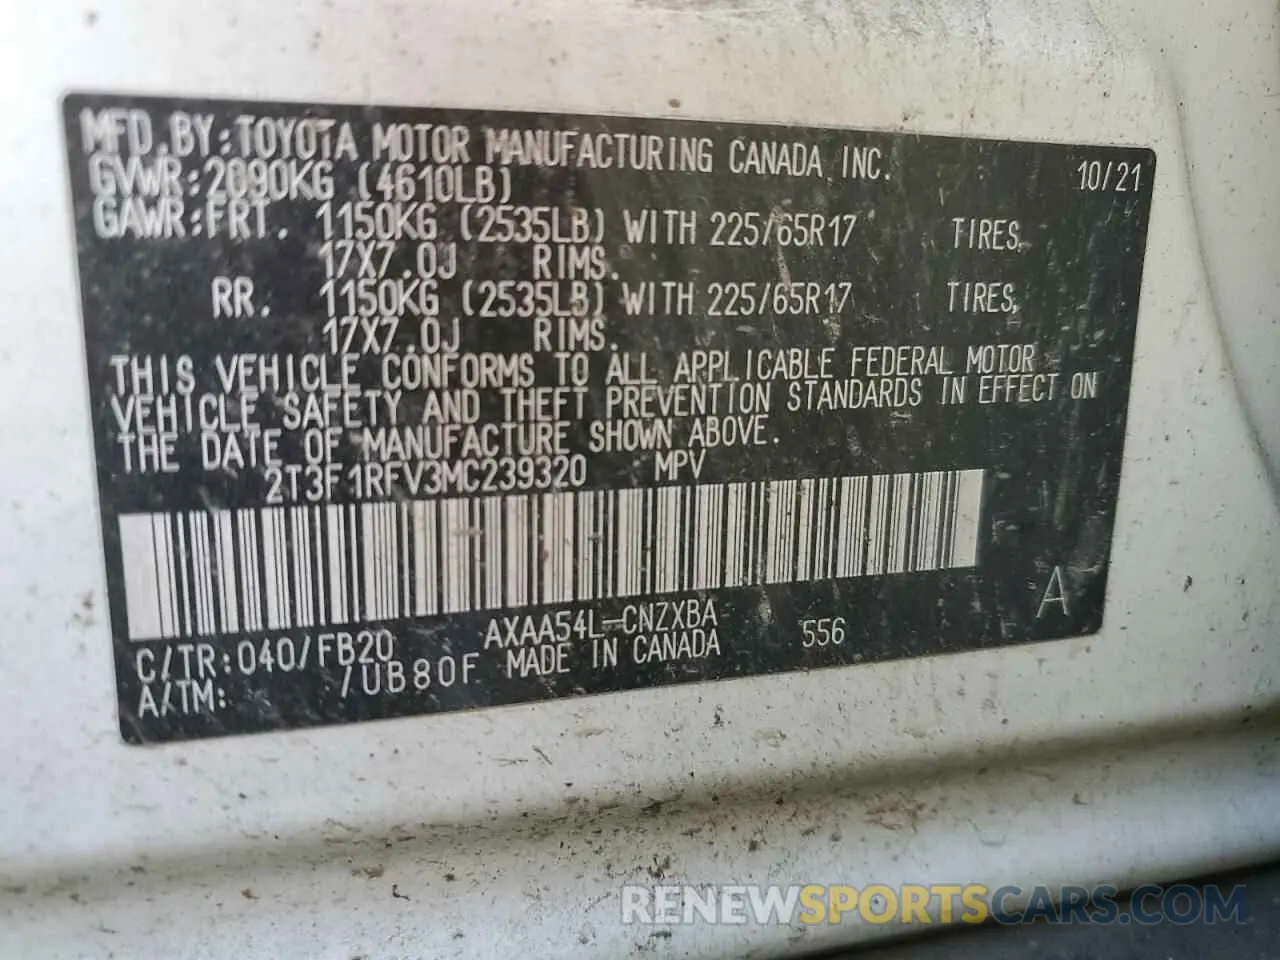 MFD.BY:TOYOTA MOTOR MANUFACTURING CANADA INC. 10/21
GVWR:2090KG (4610LB)
GAWR:FRT. 1150KG (2535LB) WITH 225/65R17 TIRES,
17X7.0J RIMS.
RR. 1150KG (2535LB) WITH 225/65R17 TIRES,
17X7.0J RIMS.
THIS VEHICLE CONFORMS TO ALL APPLICABLE FEDERAL MOTOR
VEHICLE SAFETY AND THEFT PREVENTION STANDARDS IN EFFECT ON
THE DATE OF MANUFACTURE SHOWN ABOVE.
2T3F1RFV3MC239320 MPV
A
C/TR:040/FB20 AXAA54L-CNZXBA 556
A/TM: /UB80F MADE IN CANADA
RENEWSPORTSCARS.COM